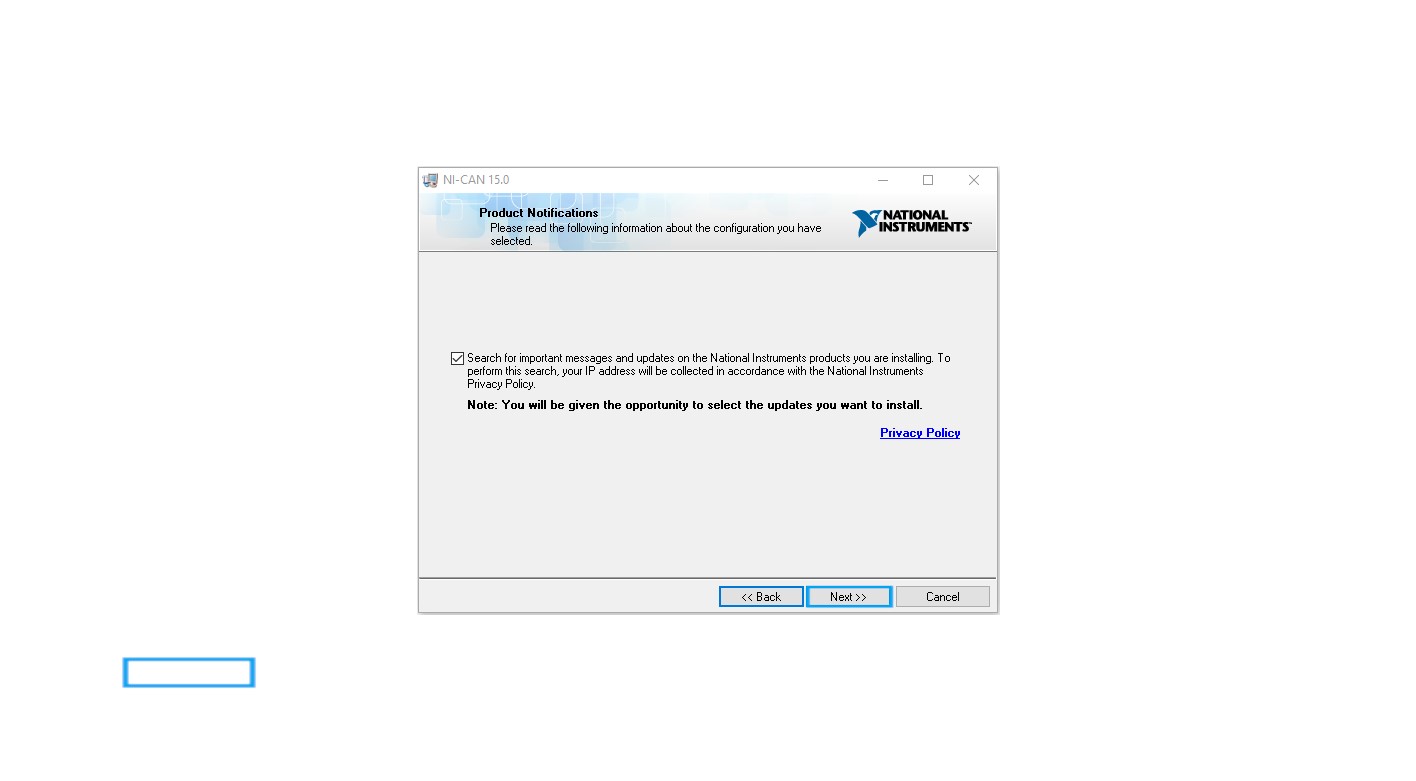 NI-CAN 15.0
Product Notifications
Please read the following information about the configuration you have
selected.
NATIONAL
INSTRUMENTS™
Search for important messages and updates on the National Instruments products you are installing. To
perform this search, your IP address will be collected in accordance with the National Instruments
Privacy Policy.
Note: You will be given the opportunity to select the updates you want to install.
Privacy Policy
<< Back
Next >>
Cancel